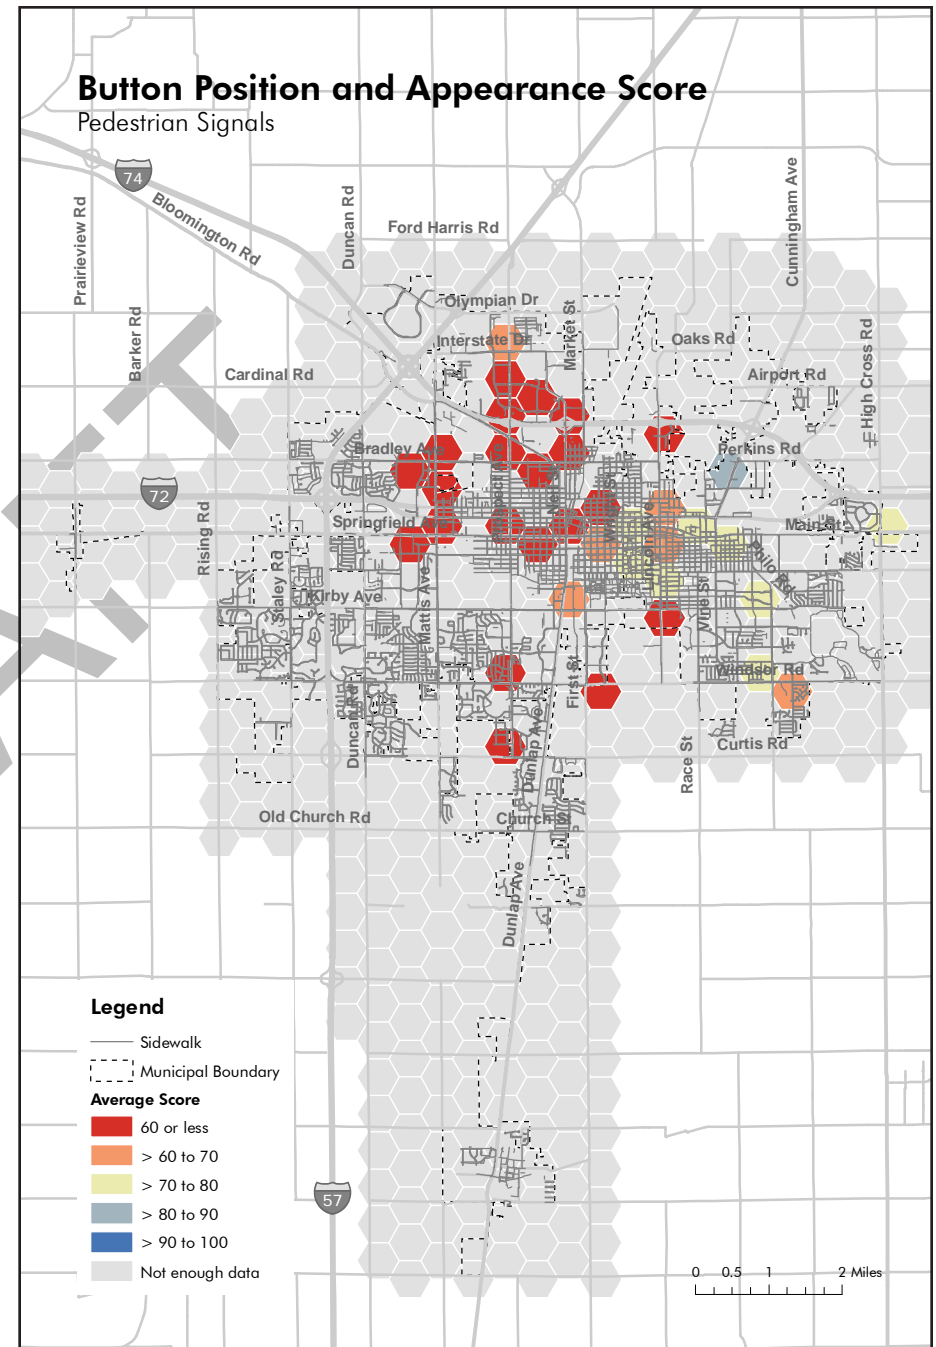 Button Position and Appearance Score
Pedestrian Signals
74
Bloomington Rd
Prairieview Rd
Duncan Rd
Ford Harris Rd
Cunningham Ave
Barker Rd
Olympian Dr
Market St
Interstate Dr
Oaks Rd
High Cross Rd
Cardinal Rd
Airport Rd
Bradley Ave
Perkins Rd
72
Rising Rd
Springfield Ave
Main St
Lincoln Ave
Philo Rd
Staley Rd
Kirby Ave
Mattis Ave
Vine St
First St
Windsor Rd
Duncan Rd
Dunlap Ave
Race St
Curtis Rd
Old Church Rd
Church St
Dunlap Ave
57
Legend
Sidewalk
Municipal Boundary
Average Score
60 or less
> 60 to 70
> 70 to 80
> 80 to 90
> 90 to 100
Not enough data
0 0.5 1 2 Miles